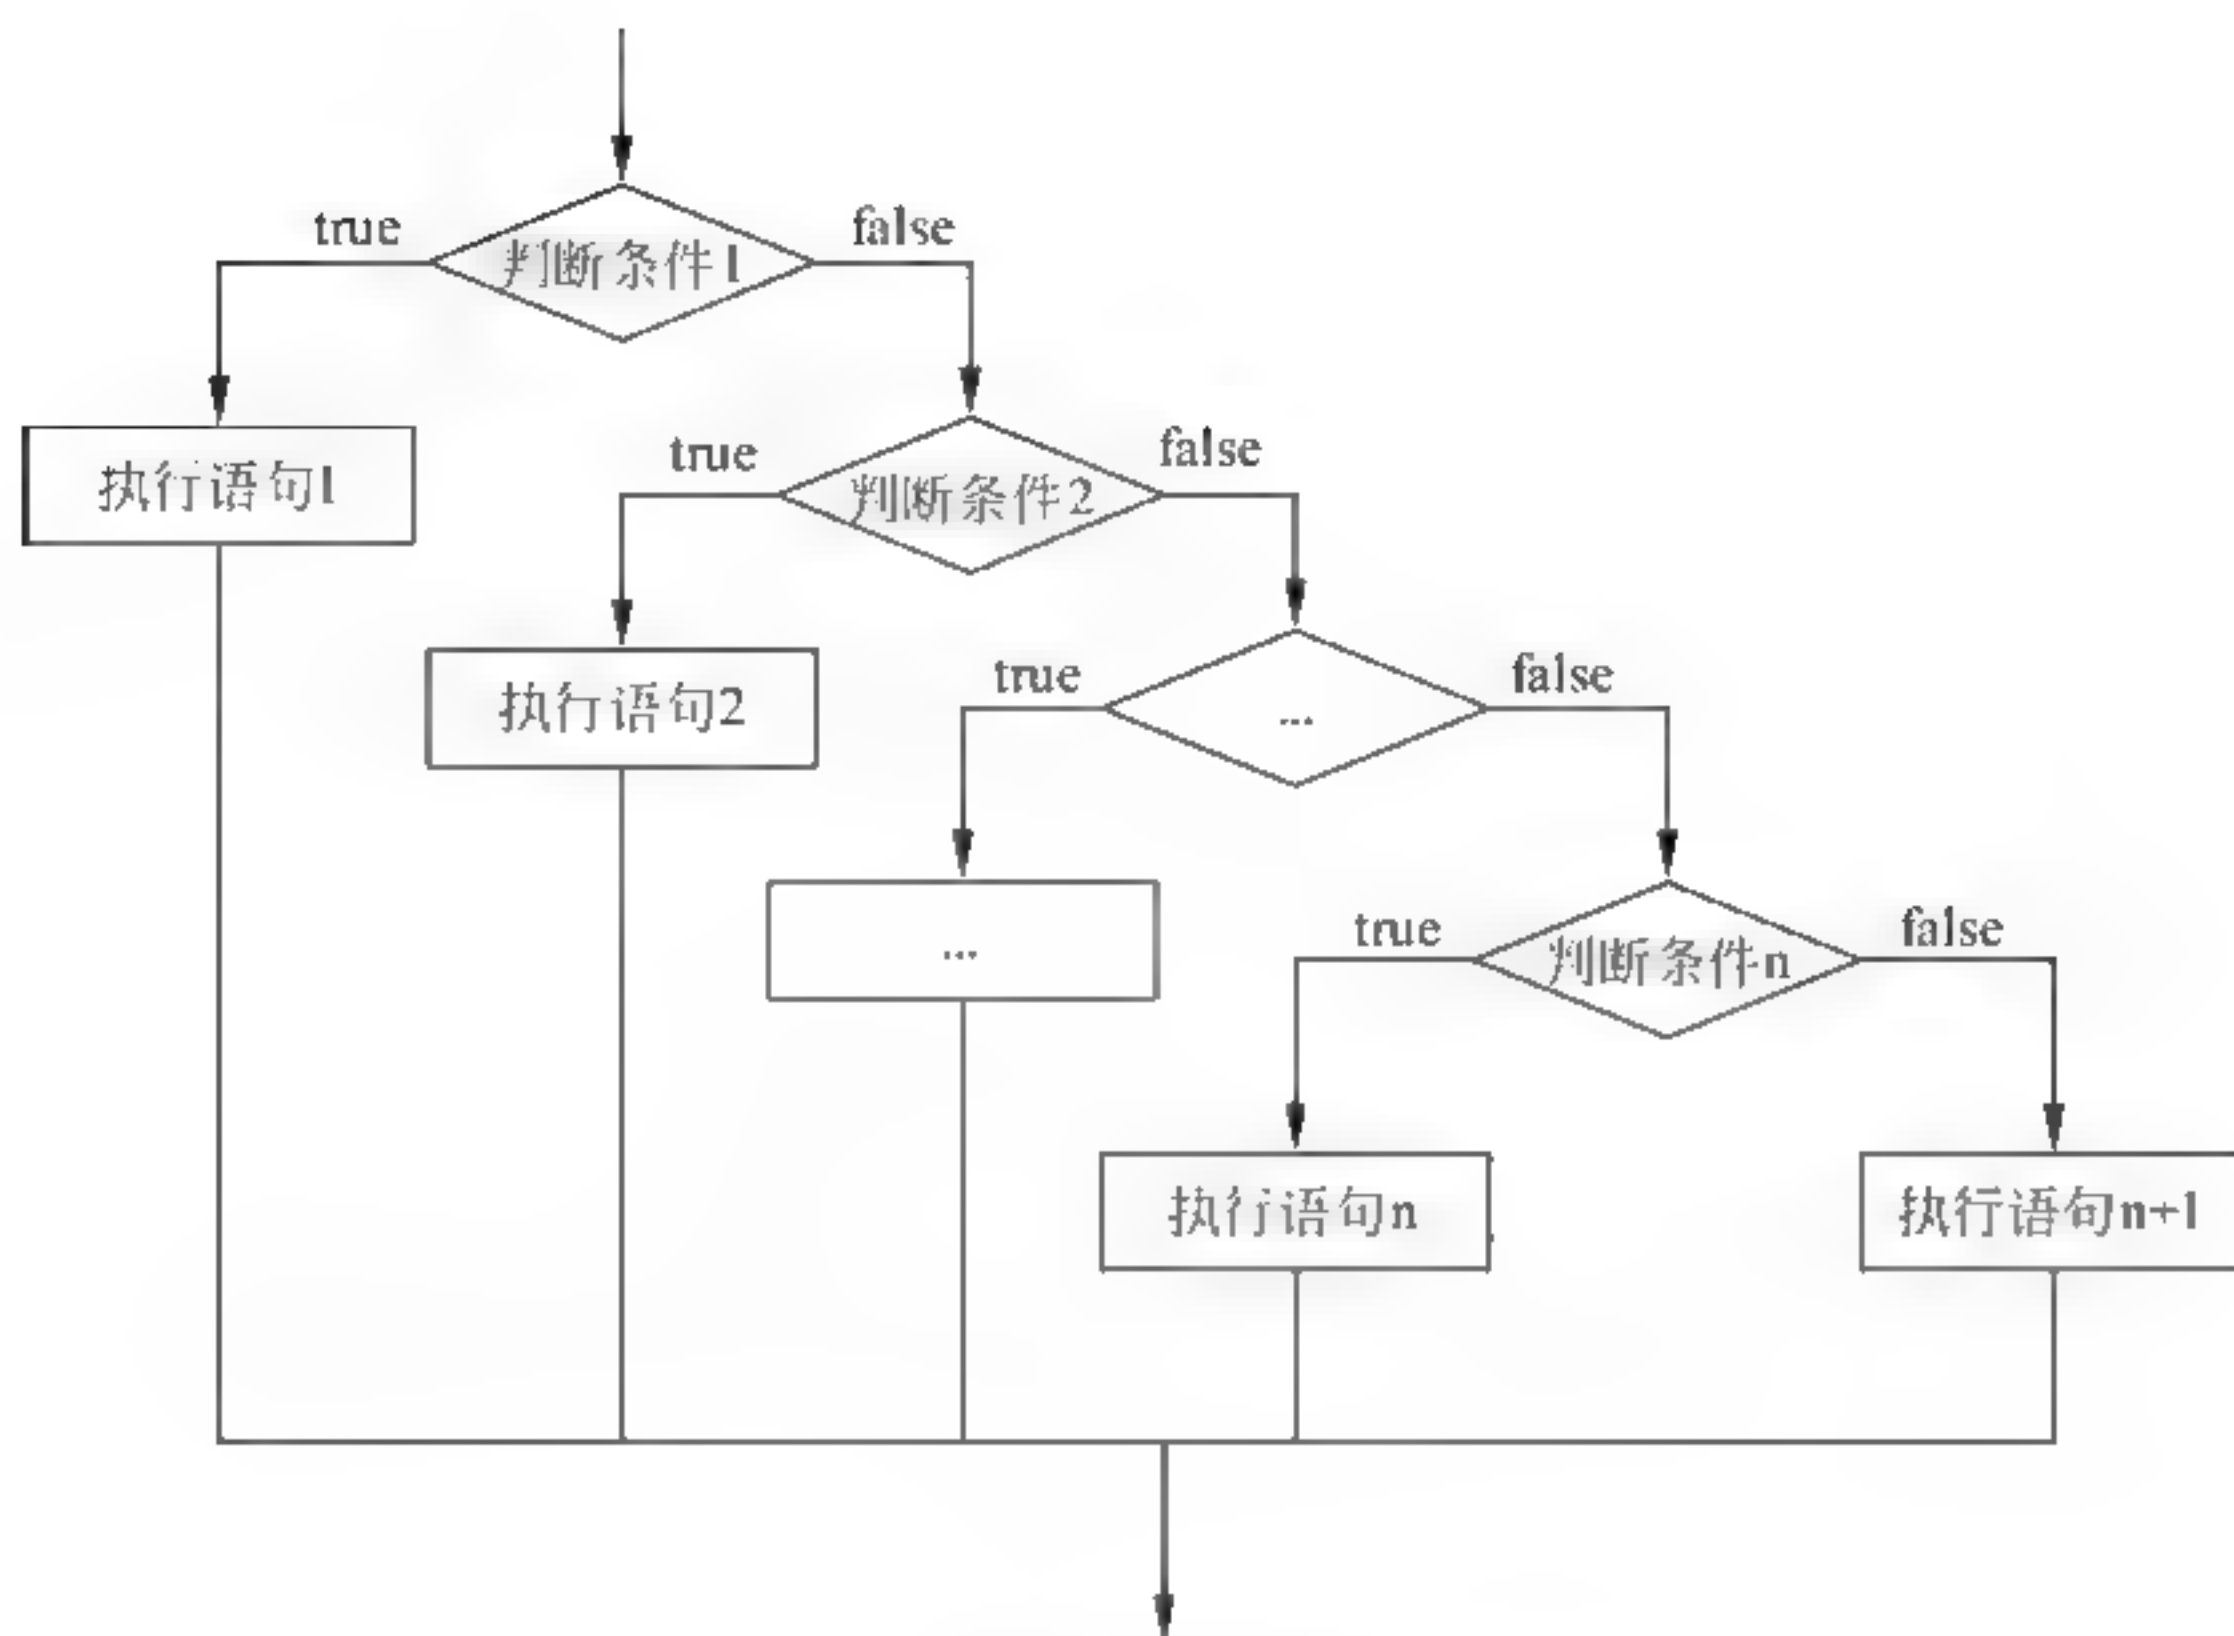 true
false
判断条件1
执行语句1
true
false
判断条件2
执行语句2
true
false
...
...
true
false
判断条件n
执行语句n
执行语句n+1